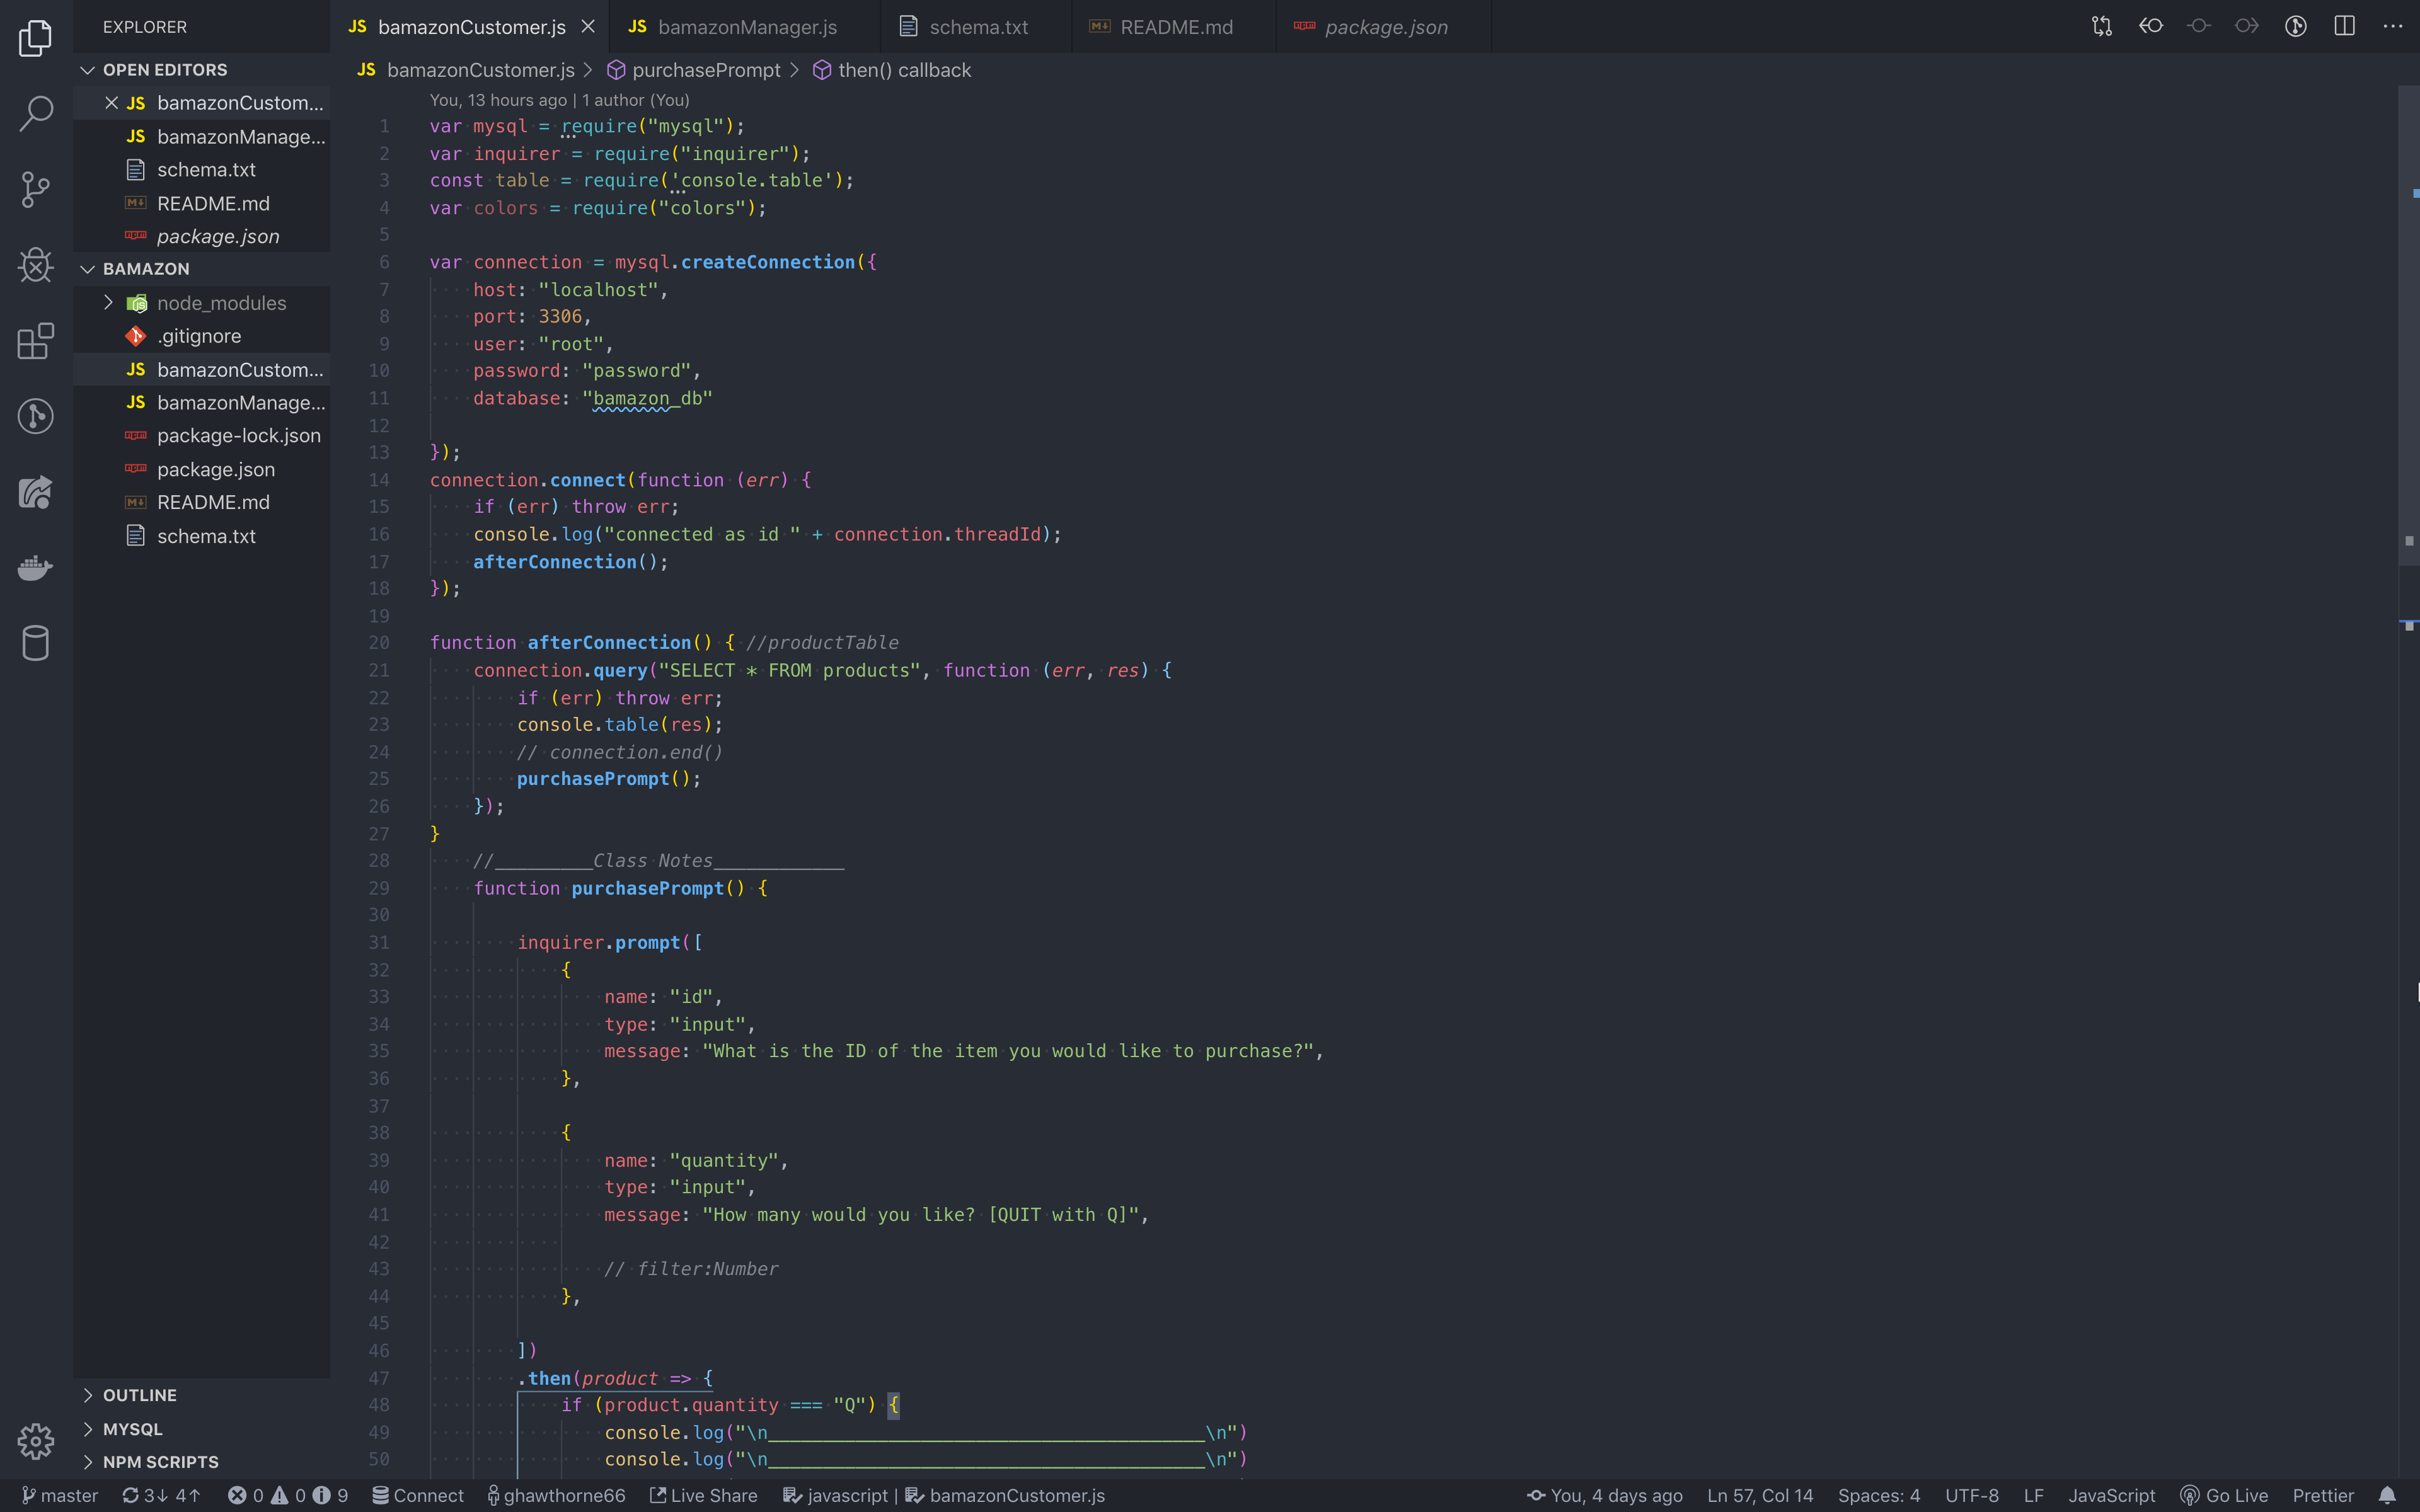 EXPLORER
OPEN EDITORS
JS bamazonCustom...
JS bamazonManage...
schema.txt
README.md
package.json
BAMAZON
node_modules
.gitignore
JS bamazonCustom...
JS bamazonManage...
package-lock.json
package.json
README.md
schema.txt
OUTLINE
MYSQL
NPM SCRIPTS
JS bamazonCustomer.js JS bamazonManager.js schema.txt README.md package.json
JS bamazonCustomer.js > purchasePrompt > then() callback
You, 13 hours ago | 1 author (You)
1 var mysql = require("mysql");
2 var inquirer = require("inquirer");
3 const table = require('console.table');
4 var colors = require("colors");
5
6 var connection = mysql.createConnection({
7 host: "localhost",
8 port: 3306,
9 user: "root",
10 password: "password",
11 database: "bamazon_db"
12
13 });
14 connection.connect(function (err) {
15 if (err) throw err;
16 console.log("connected as id " + connection.threadId);
17 afterConnection();
18 });
19
20 function afterConnection() { //productTable
21 connection.query("SELECT * FROM products", function (err, res) {
22 if (err) throw err;
23 console.table(res);
24 // connection.end()
25 purchasePrompt();
26 });
27 }
28 //_________Class Notes____________
29 function purchasePrompt() {
30
31 inquirer.prompt([
32 {
33 name: "id",
34 type: "input",
35 message: "What is the ID of the item you would like to purchase?",
36 },
37
38 {
39 name: "quantity",
40 type: "input",
41 message: "How many would you like? [QUIT with Q]",
42
43 // filter:Number
44 },
45
46 ])
47 .then(product => {
48 if (product.quantity === "Q") {
49 console.log("\n________________________________________\n")
50 console.log("\n________________________________________\n")
master 3↓ 4↑ 0 0 9 Connect ghawthorne66 Live Share javascript | bamazonCustomer.js You, 4 days ago Ln 57, Col 14 Spaces: 4 UTF-8 LF JavaScript Go Live Prettier